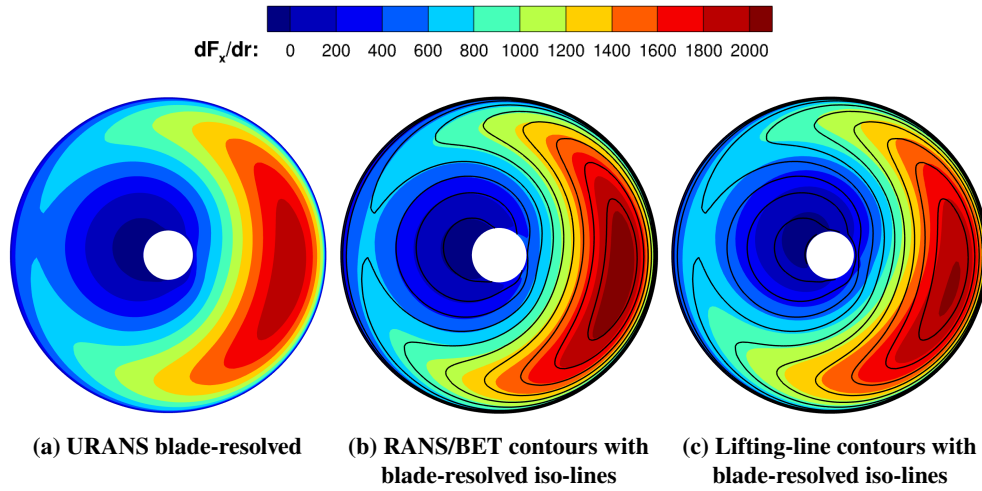 dFx/dr: 0 200 400 600 800 1000 1200 1400 1600 1800 2000
(a) URANS blade-resolved
(b) RANS/BET contours with
blade-resolved iso-lines
(c) Lifting-line contours with
blade-resolved iso-lines